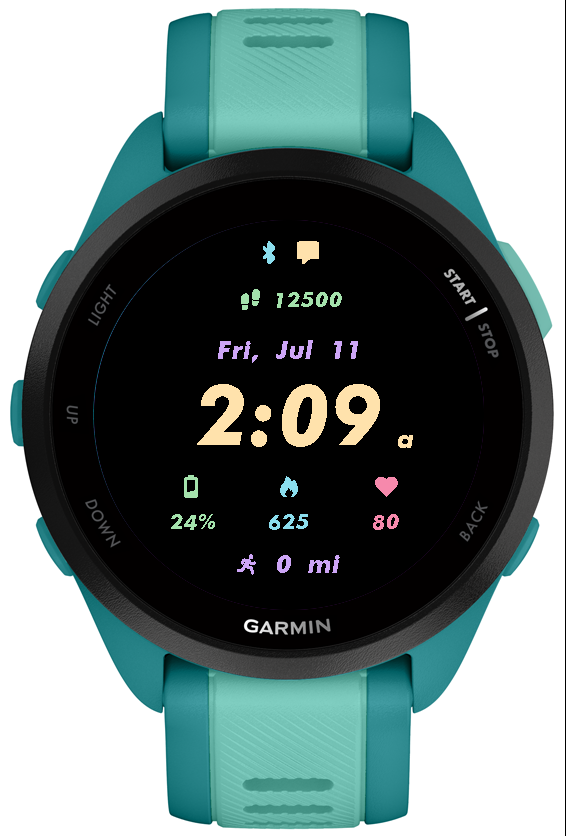 12500
START
STOP
LIGHT
Fri, Jul 11
UP
2:09 a
24% 625 80
DOWN
BACK
0 mi
GARMIN